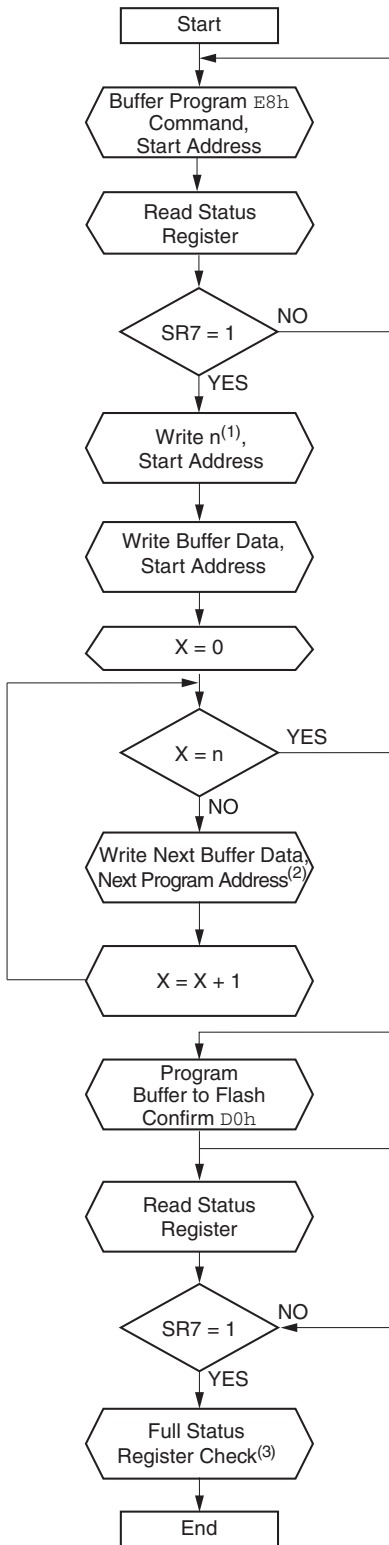 Start
Buffer Program E8h
Command,
Start Address
Read Status
Register
SR7 = 1
NO
YES
Write n(1),
Start Address
Write Buffer Data,
Start Address
X = 0
X = n
YES
NO
Write Next Buffer Data,
Next Program Address(2)
X = X + 1
Program
Buffer to Flash
Confirm D0h
Read Status
Register
SR7 = 1
NO
YES
Full Status
Register Check(3)
End